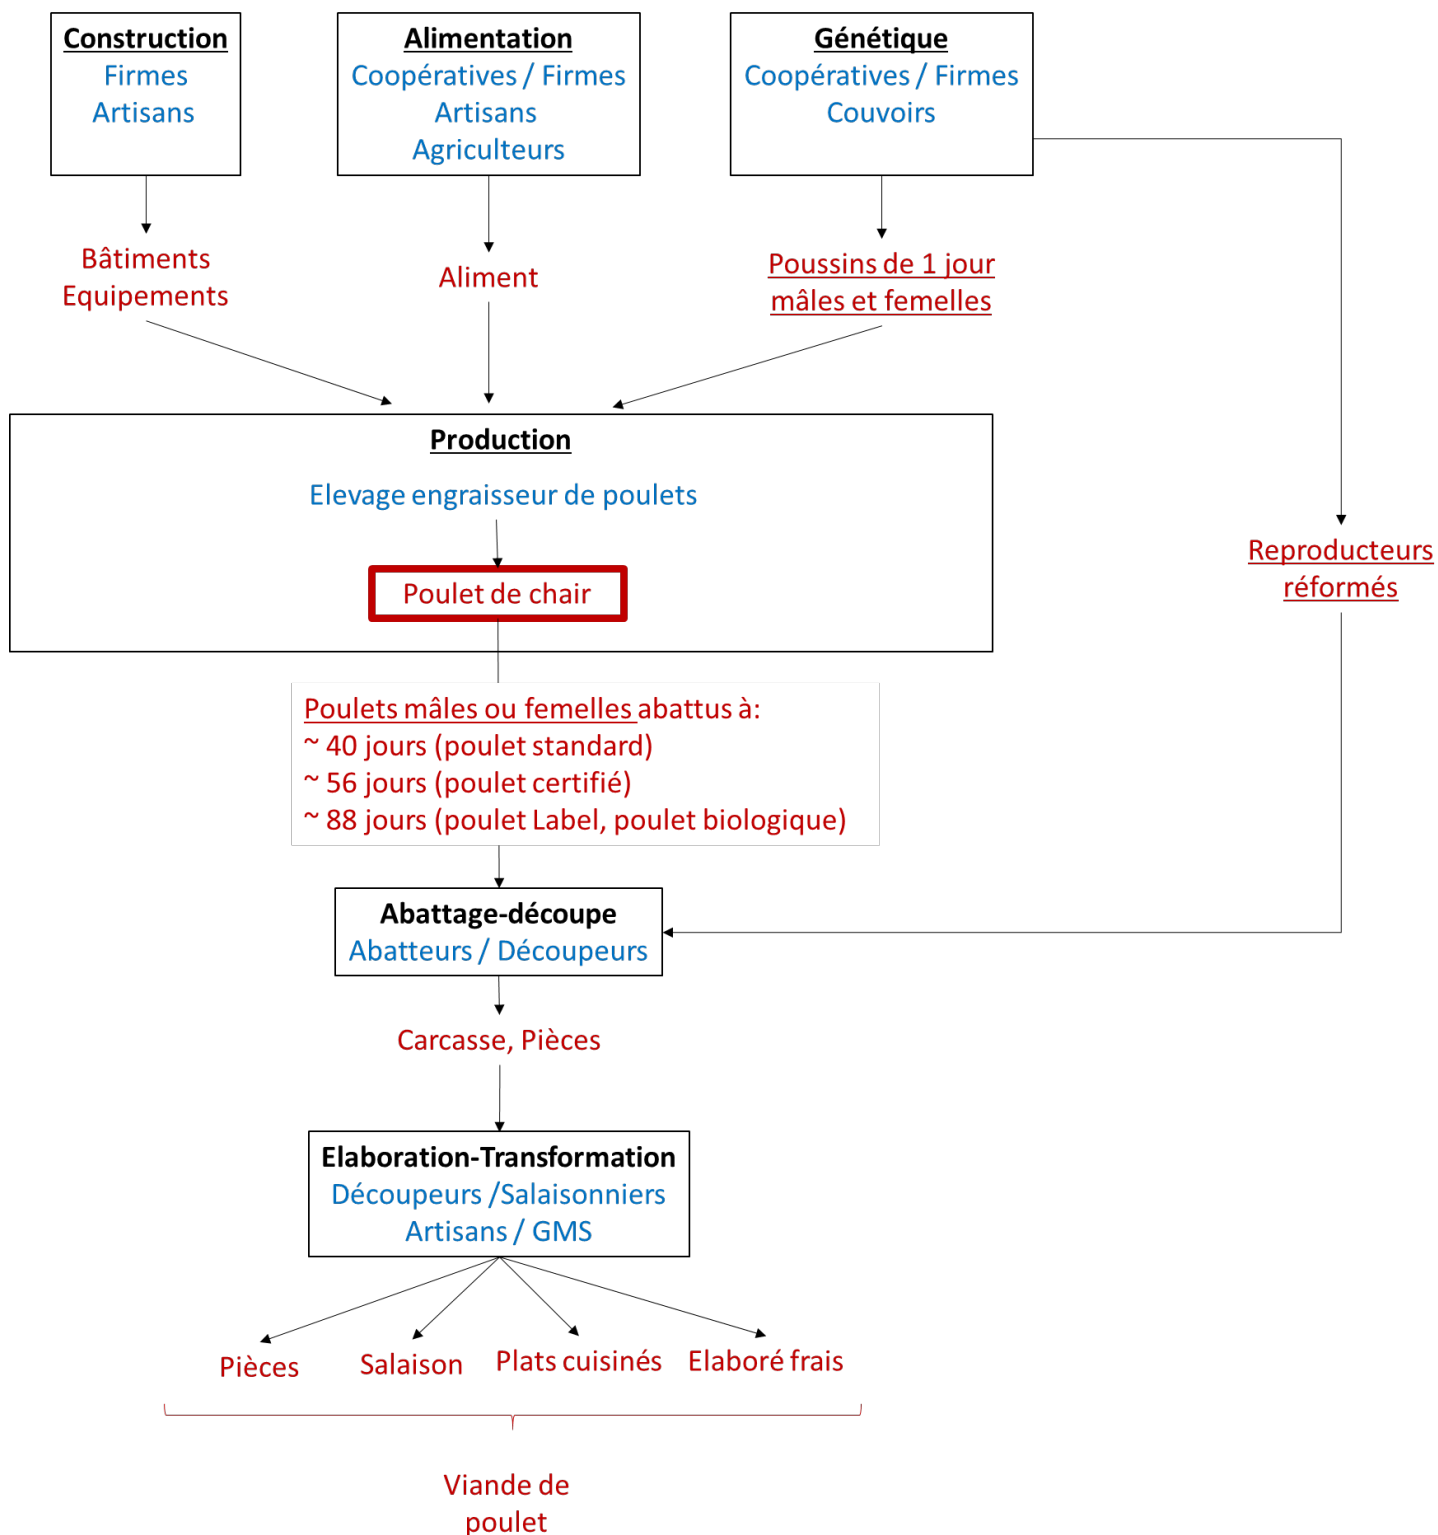 Construction
Firmes
Artisans
Alimentation
Coopératives / Firmes
Artisans
Agriculteurs
Génétique
Coopératives / Firmes
Couvoirs
Bâtiments
Equipements
Aliment
Poussins de 1 jour
mâles et femelles
Production
Elevage engraisseur de poulets
Poulet de chair
Reproducteurs
réformés
Poulets mâles ou femelles abattus à:
~ 40 jours (poulet standard)
~ 56 jours (poulet certifié)
~ 88 jours (poulet Label, poulet biologique)
Abattage-découpe
Abatteurs / Découpeurs
Carcasse, Pièces
Elaboration-Transformation
Découpeurs /Salaisonniers
Artisans / GMS
Pièces
Salaison
Plats cuisinés
Elaboré frais
Viande de
poulet